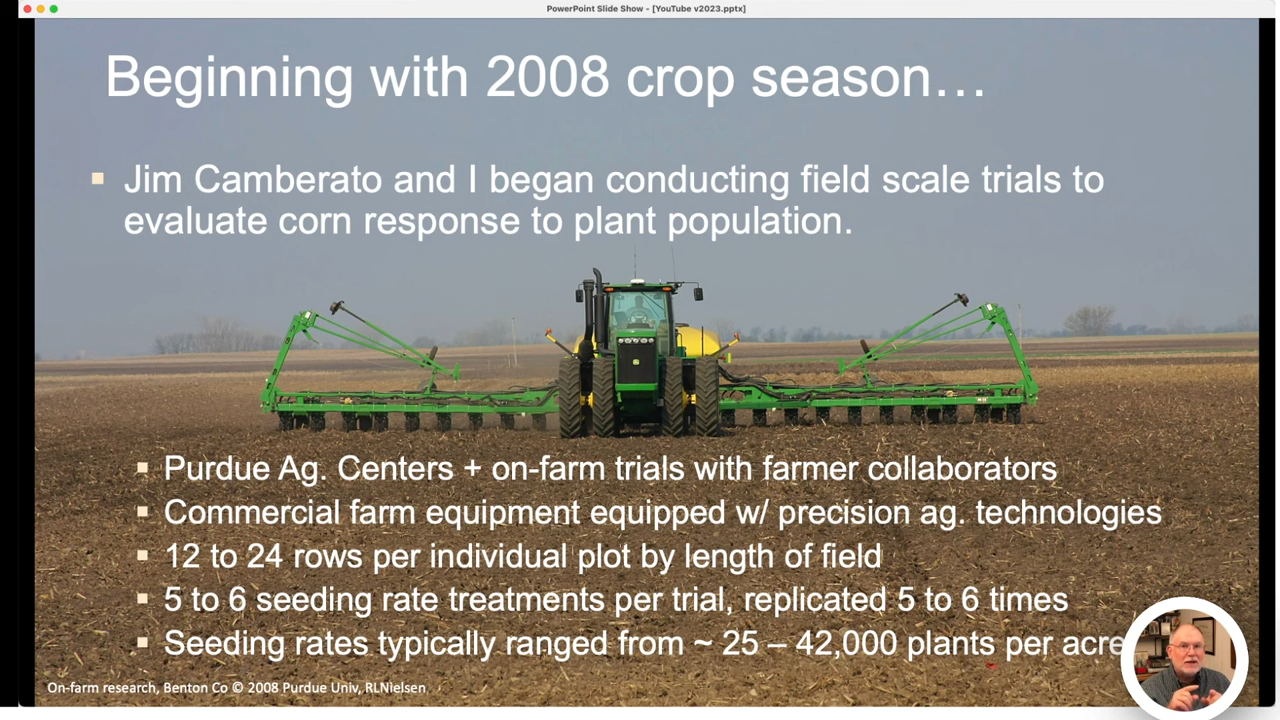 PowerPoint Slide Show - [YouTube v2023.pptx]
Beginning with 2008 crop season…
Jim Camberato and I began conducting field scale trials to
evaluate corn response to plant population.
Purdue Ag. Centers + on-farm trials with farmer collaborators
Commercial farm equipment equipped w/ precision ag. technologies
12 to 24 rows per individual plot by length of field
5 to 6 seeding rate treatments per trial, replicated 5 to 6 times
Seeding rates typically ranged from ~ 25 – 42,000 plants per acre
On-farm research, Benton Co © 2008 Purdue Univ, RLNielsen